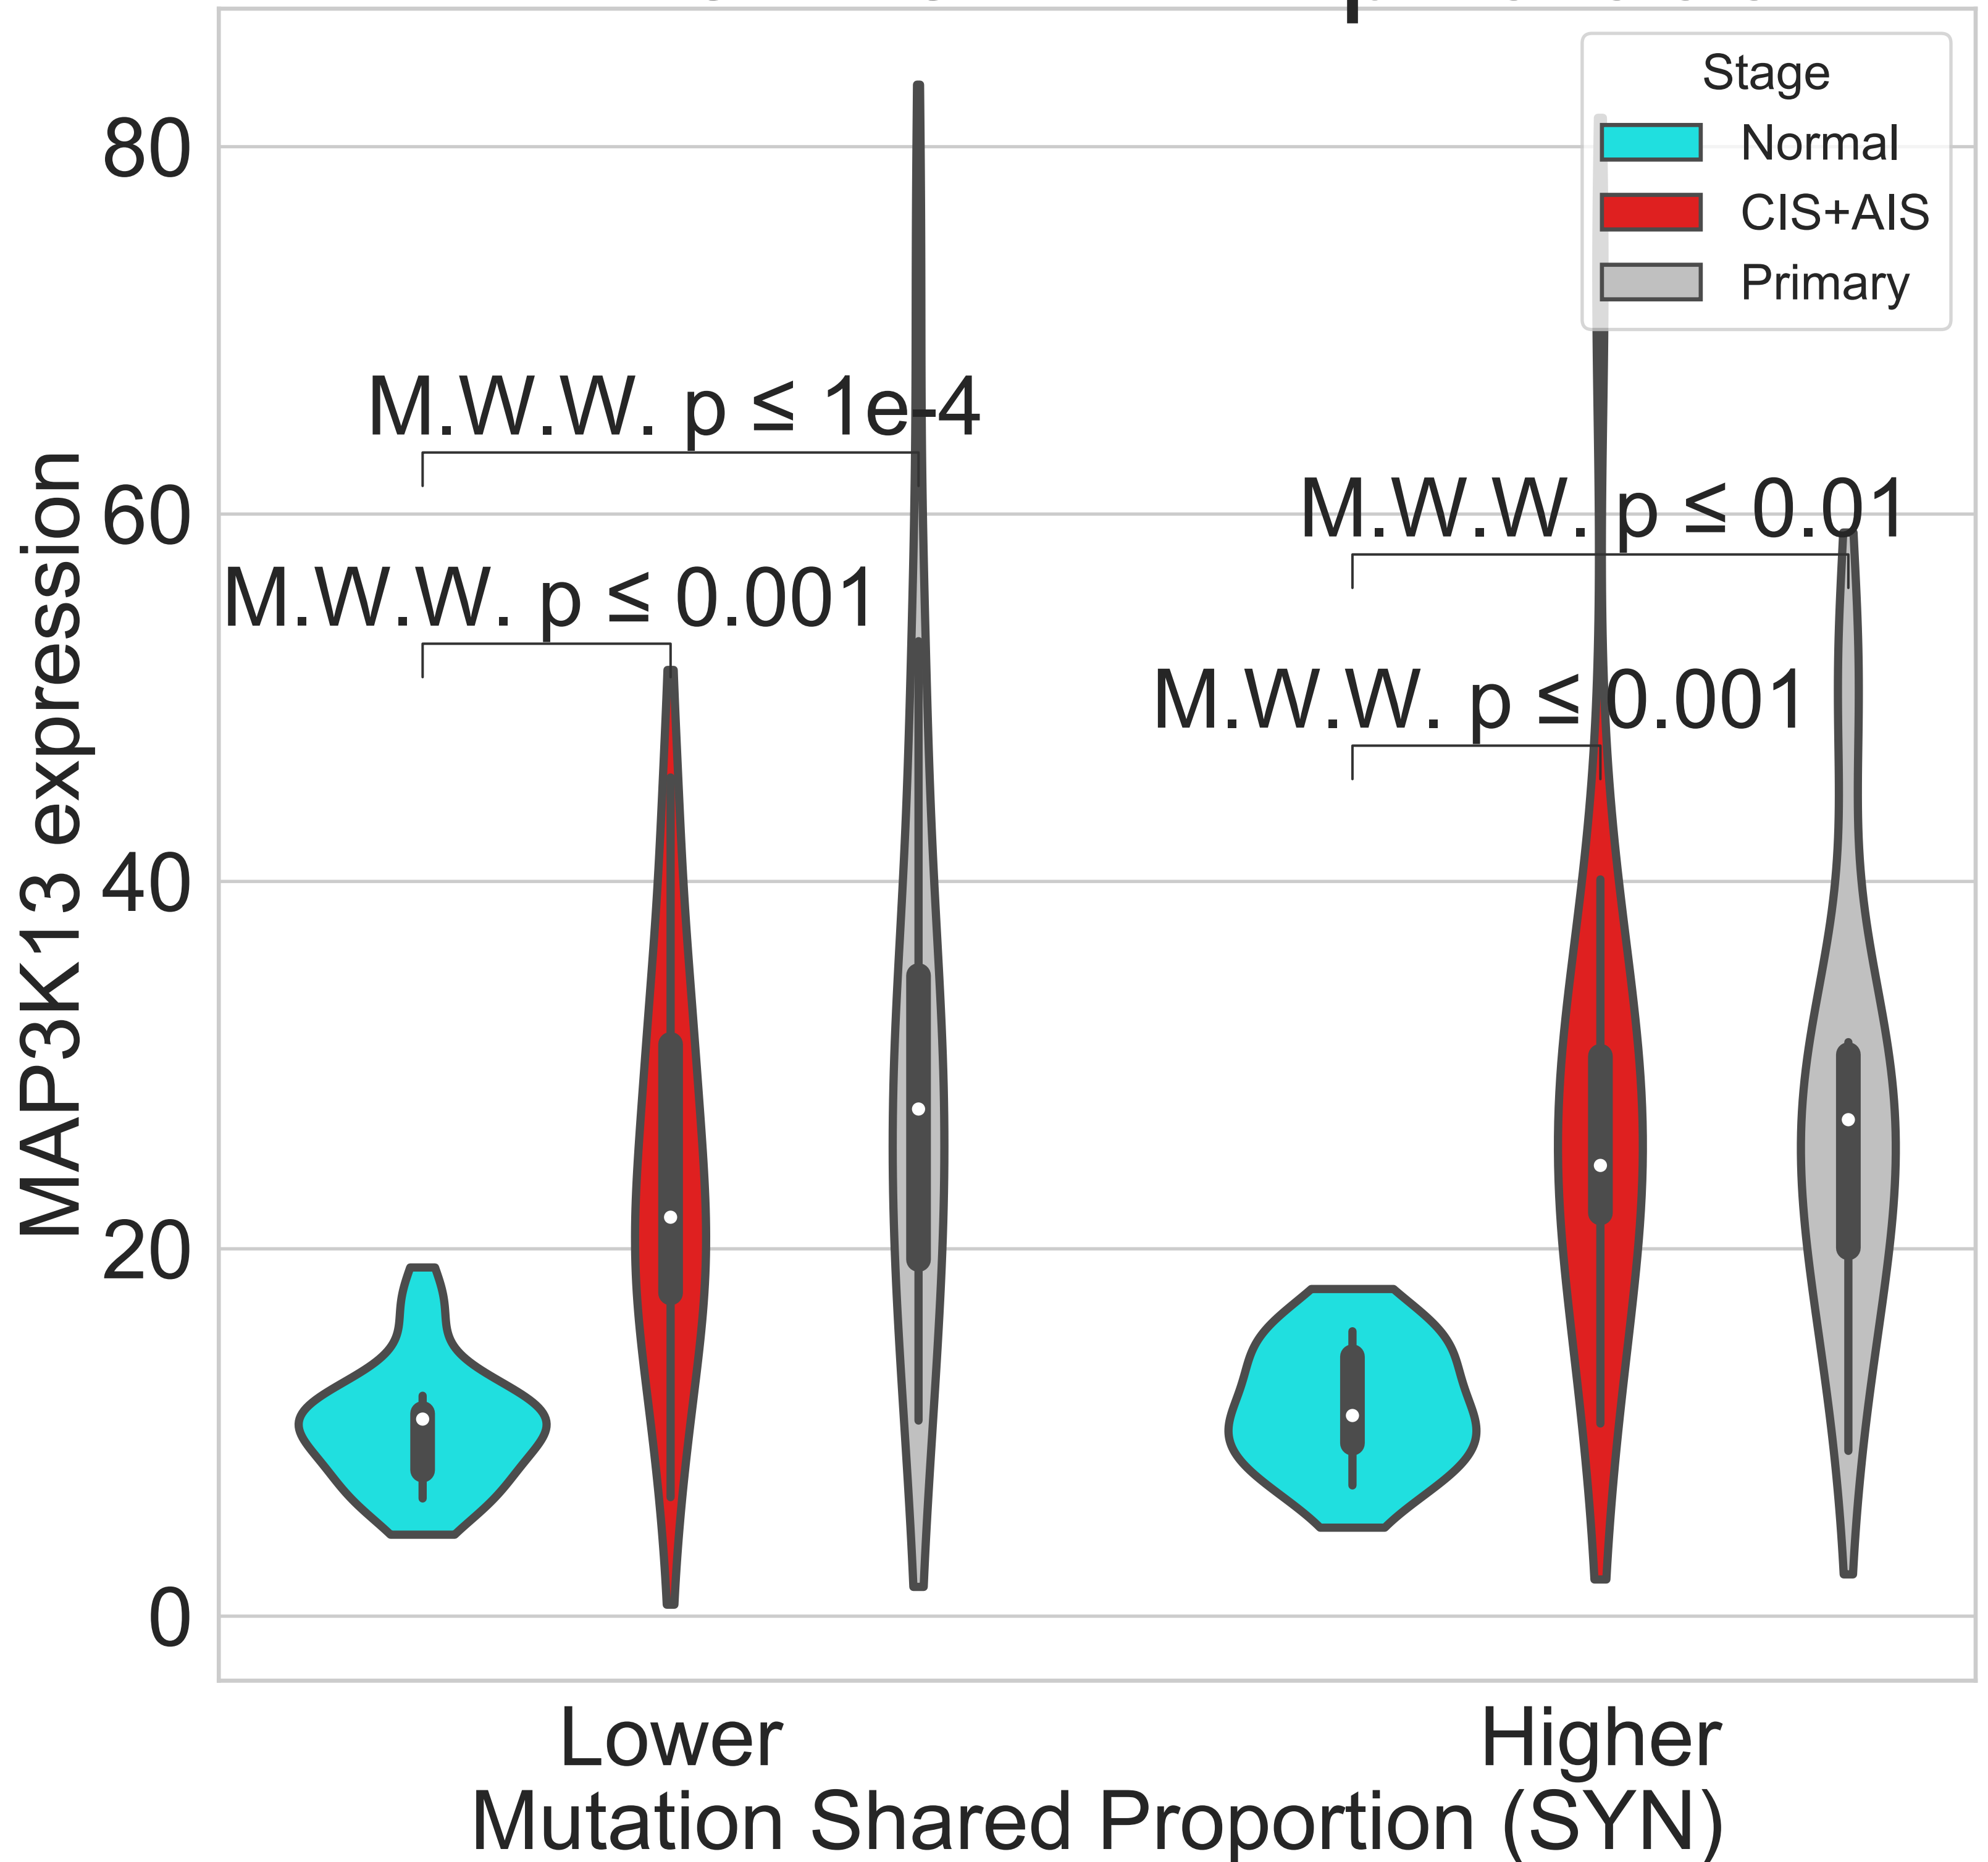 Stage
Normal
CIS+AIS
Primary
MAP3K13 expression
80
60
40
20
0
M.W.W. p ≤ 1e-4
M.W.W. p ≤ 0.01
M.W.W. p ≤ 0.001
M.W.W. p ≤ 0.001
Lower
Higher
Mutation Shared Proportion (SYN)